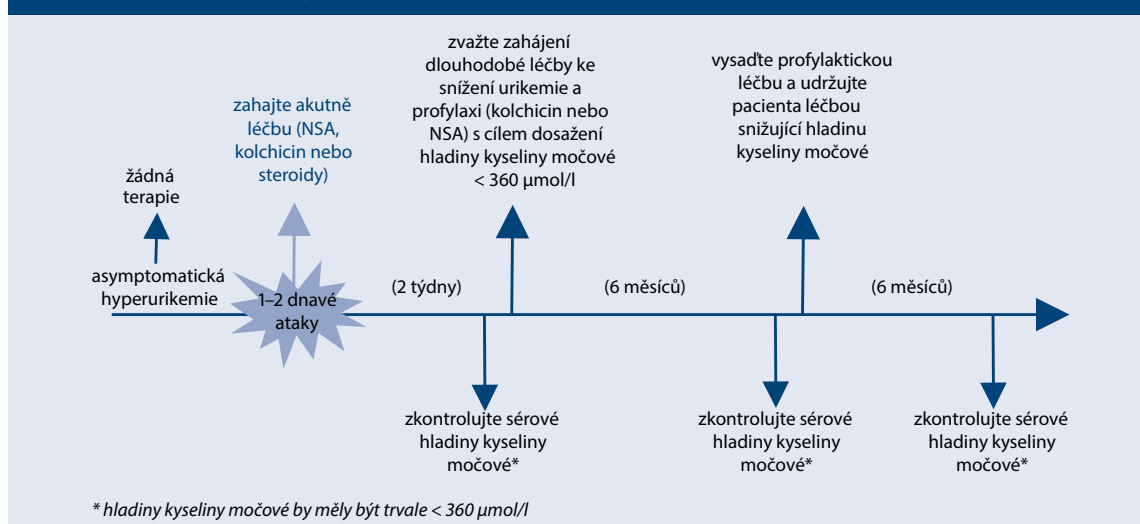 žádná
terapie
asymptomatická
hyperurikemie
zahajte akutně
léčbu (NSA,
kolchicin nebo
steroidy)
1–2 dnavé
ataky
(2 týdny)
zvažte zahájení
dlouhodobé léčby ke
snížení urikemie a
profylaxi (kolchicin nebo
NSA) s cílem dosažení
hladiny kyseliny močové
< 360 μmol/l
zkontrolujte sérové
hladiny kyseliny
močové*
(6 měsíců)
vysaďte profylaktickou
léčbu a udržujte
pacienta léčbou
snižující hladinu
kyseliny močové
zkontrolujte sérové
hladiny kyseliny
močové*
(6 měsíců)
zkontrolujte sérové
hladiny kyseliny
močové*
* hladiny kyseliny močové by měly být trvale < 360 μmol/l